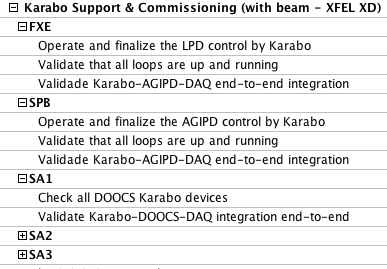 Karabo Support & Commissioning (with beam - XFEL XD)
FXE
Operate and finalize the LPD control by Karabo
Validate that all loops are up and running
Validade Karabo-AGIPD-DAQ end-to-end integration
SPB
Operate and finalize the AGIPD control by Karabo
Validate that all loops are up and running
Validade Karabo-AGIPD-DAQ end-to-end integration
SA1
Check all DOOCS Karabo devices
Validate Karabo-DOOCS-DAQ integration end-to-end
SA2
SA3